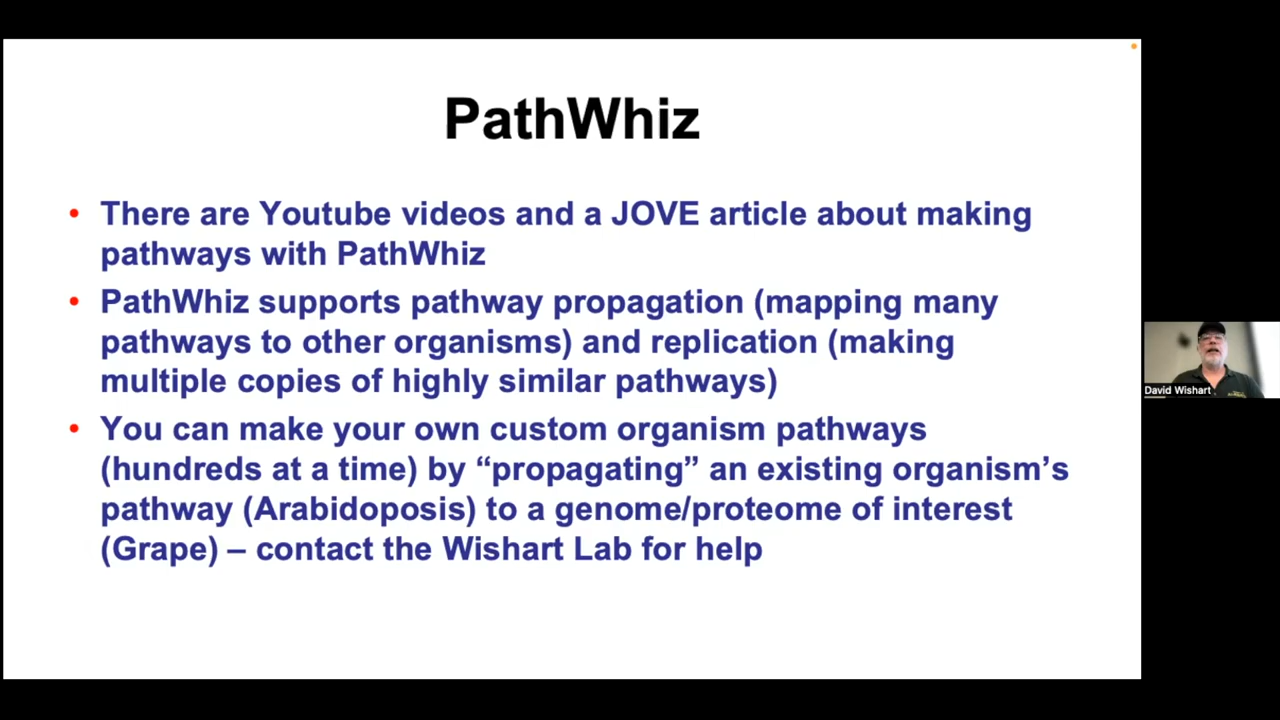 PathWhiz
• There are Youtube videos and a JOVE article about making
pathways with PathWhiz
• PathWhiz supports pathway propagation (mapping many
pathways to other organisms) and replication (making
multiple copies of highly similar pathways)
• You can make your own custom organism pathways
(hundreds at a time) by “propagating” an existing organism’s
pathway (Arabidoposis) to a genome/proteome of interest
(Grape) – contact the Wishart Lab for help
David Wishart